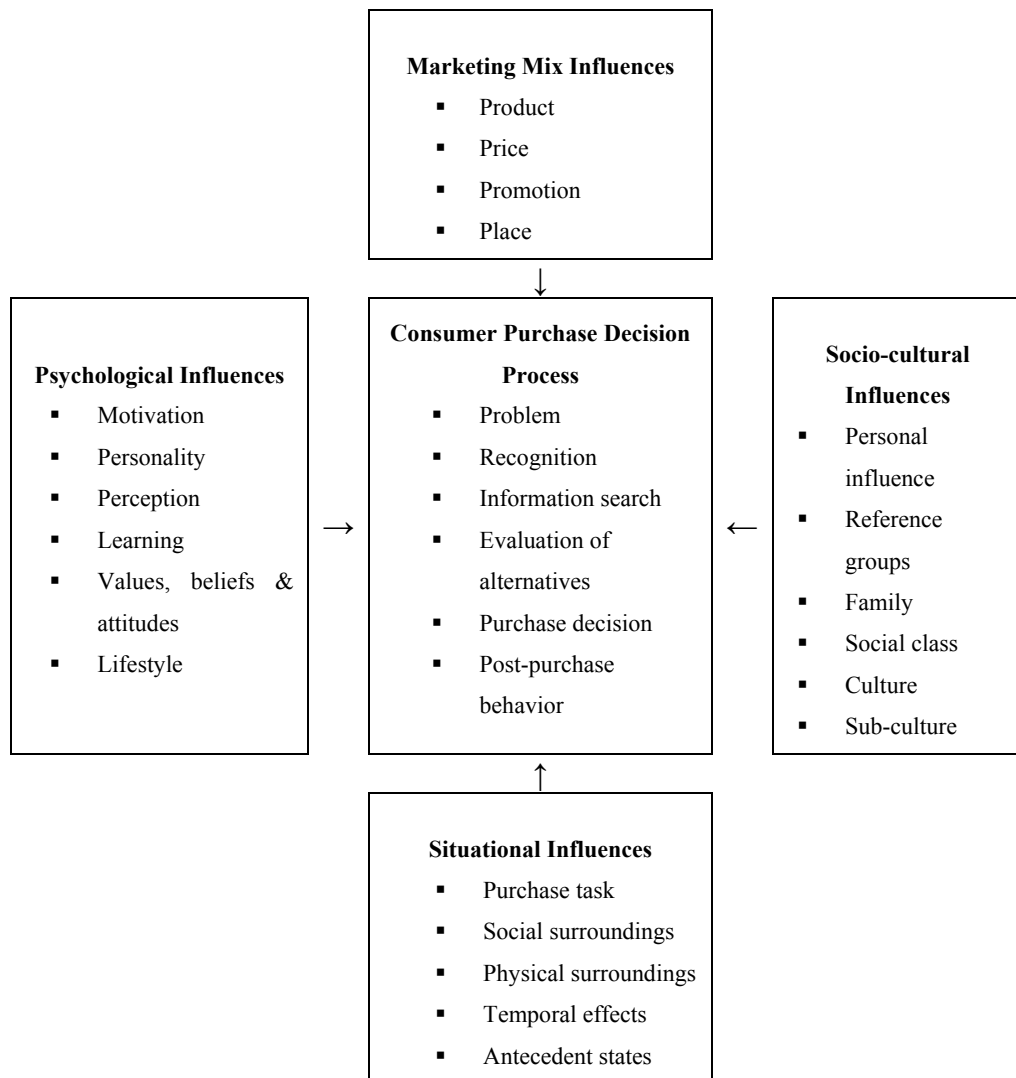 Marketing Mix Influences
▪ Product
▪ Price
▪ Promotion
▪ Place
↓
Psychological Influences
▪ Motivation
▪ Personality
▪ Perception
▪ Learning
▪ Values, beliefs &
attitudes
▪ Lifestyle
→
Consumer Purchase Decision
Process
▪ Problem
▪ Recognition
▪ Information search
▪ Evaluation of
alternatives
▪ Purchase decision
▪ Post-purchase
behavior
←
Socio-cultural
Influences
▪ Personal
influence
▪ Reference
groups
▪ Family
▪ Social class
▪ Culture
▪ Sub-culture
↑
Situational Influences
▪ Purchase task
▪ Social surroundings
▪ Physical surroundings
▪ Temporal effects
▪ Antecedent states